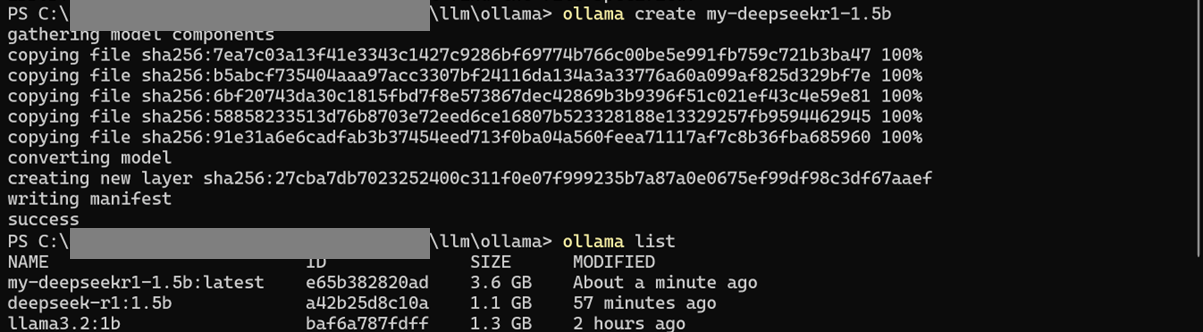 PS C:\ \llm\ollama> ollama create my-deepseekr1-1.5b
gathering model components
copying file sha256:7ea7c03a13f41e3343c1427c9286bf69774b766c00be5e991fb759c721b3ba47 100%
copying file sha256:b5abcf735404aaa97acc3307bf24116da134a3a33776a60a099af825d329bf7e 100%
copying file sha256:6bf20743da30c1815fbd7f8e573867dec42869b3b9396f51c021ef43c4e59e81 100%
copying file sha256:58858233513d76b8703e72eed6ce16807b523328188e13329257fb9594462945 100%
copying file sha256:91e31a6e6cadfab3b37454eed713f0ba04a560feea71117af7c8b36fba685960 100%
converting model
creating new layer sha256:27cba7db7023252400c311f0e07f999235b7a87a0e0675ef99df98c3df67aaef
writing manifest
success
PS C:\ \llm\ollama> ollama list
NAME ID SIZE MODIFIED
my-deepseekr1-1.5b:latest e65b382820ad 3.6 GB About a minute ago
deepseek-r1:1.5b a42b25d8c10a 1.1 GB 57 minutes ago
llama3.2:1b baf6a787fdff 1.3 GB 2 hours ago